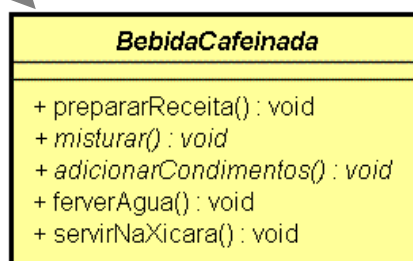 BebidaCafeinada
+ prepararReceita() : void
+ misturar() : void
+ adicionarCondimentos() : void
+ ferverAgua() : void
+ servirNaXicara() : void